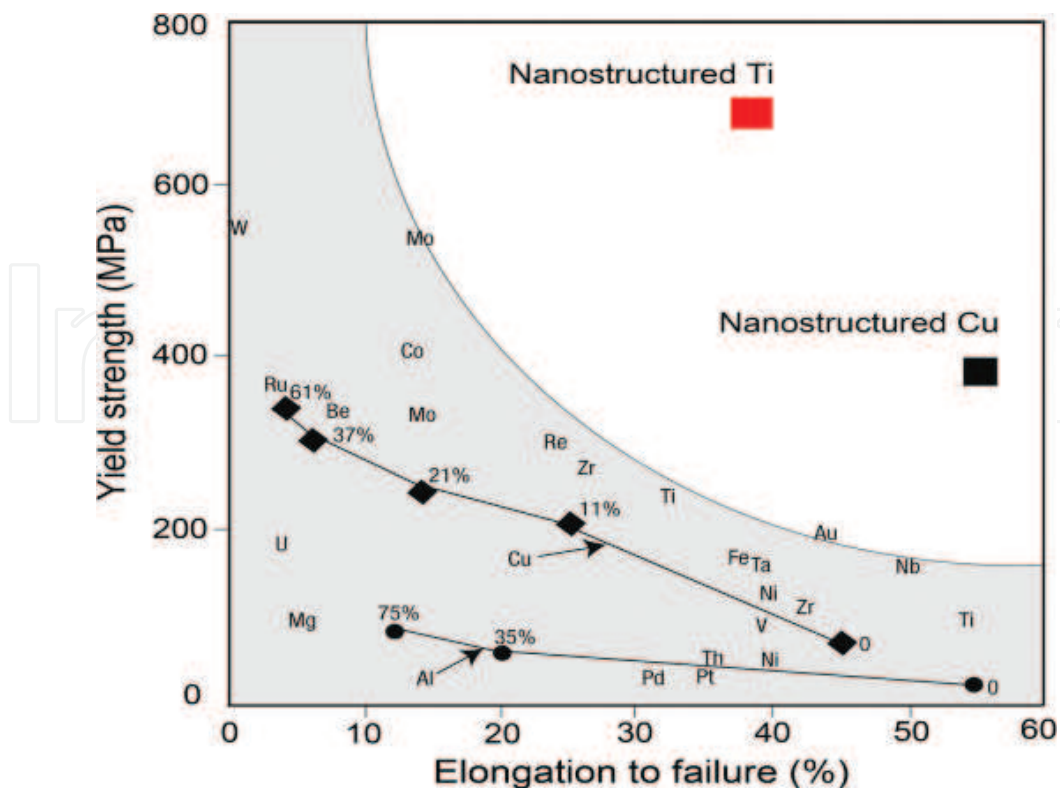 800
Nanostructured Ti
600
W
Mo
Nanostructured Cu
Co
400
Ru
61%
Be
Mo
37%
Re
Zr
21%
Ti
11%
Au
200
U
Cu
Fe
Ta
Nb
Ni
Zr
75%
Mg
V
Ti
35%
0
Th
Ni
Al
Pd
Pt
0
0
0 10 20 30 40 50 60
Yield strength (MPa)
Elongation to failure (%)